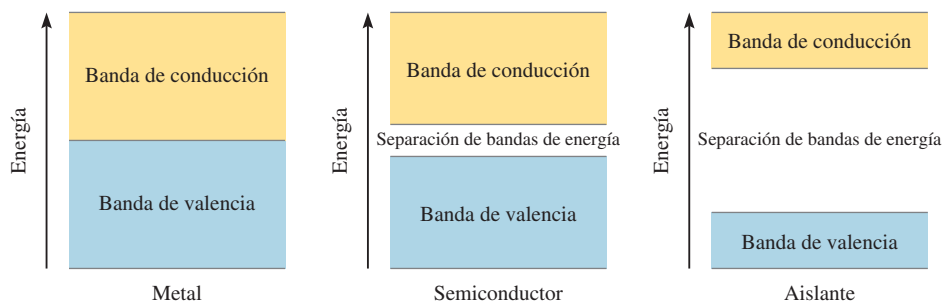 Energía
Banda de conducción
Banda de valencia
Metal
Energía
Banda de conducción
Separación de bandas de energía
Banda de valencia
Semiconductor
Energía
Banda de conducción
Separación de bandas de energía
Banda de valencia
Aislante